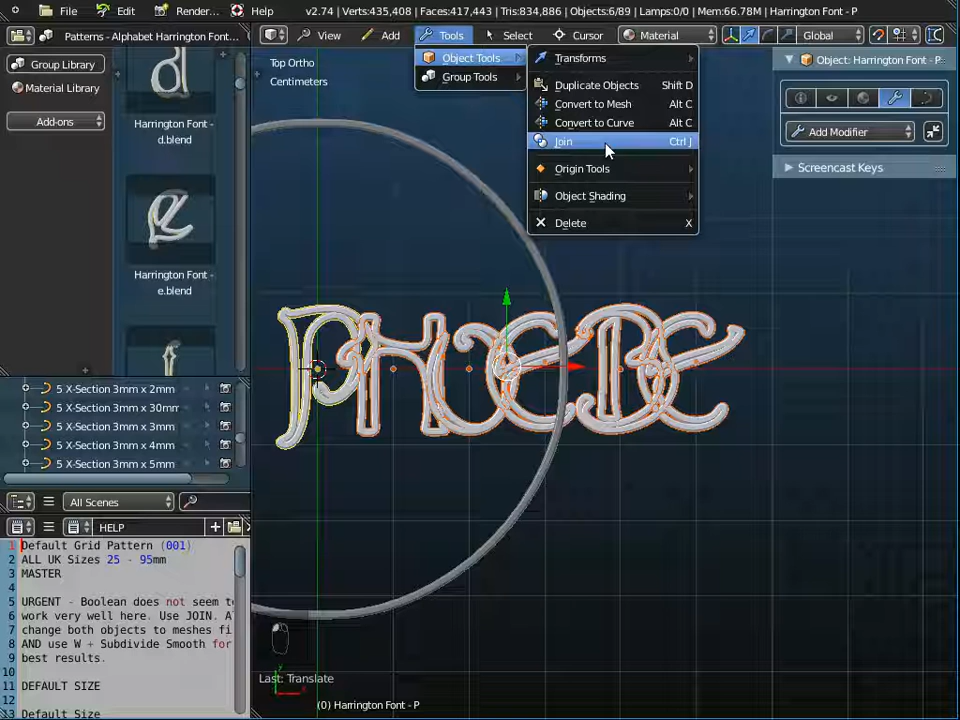 File Edit Render... Help v2.74 | Verts:435,408 | Faces:417,443 | Tris:834,886 | Objects:6/89 | Lamps:0/0 | Mem:66.78M | Harrington Font - P
Patterns - Alphabet Harrington Font... View Add Tools Select Cursor Material Global
Group Library
Material Library
Add-ons
Harrington Font -
d.blend
Harrington Font -
e.blend
Top Ortho
Centimeters
Object Tools
Group Tools
Transforms
Duplicate Objects Shift D
Convert to Mesh Alt C
Convert to Curve Alt C
Join Ctrl J
Origin Tools
Object Shading
Delete X
Object: Harrington Font - P
Add Modifier
Screencast Keys
PHOEBE
5 X-Section 3mm x 2mm
5 X-Section 3mm x 30mm
5 X-Section 3mm x 3mm
5 X-Section 3mm x 4mm
5 X-Section 3mm x 5mm
All Scenes
HELP
1 Default Grid Pattern (001)
2 ALL UK Sizes 25 - 95mm
3 MASTER
4
5 URGENT - Boolean does not seem t
6 work very well here. Use JOIN. A
7 change both objects to meshes fi
8 AND use W + Subdivide Smooth for
9 best results.
10
11 DEFAULT SIZE
12
13 Default Size
Last: Translate
(0) Harrington Font - P